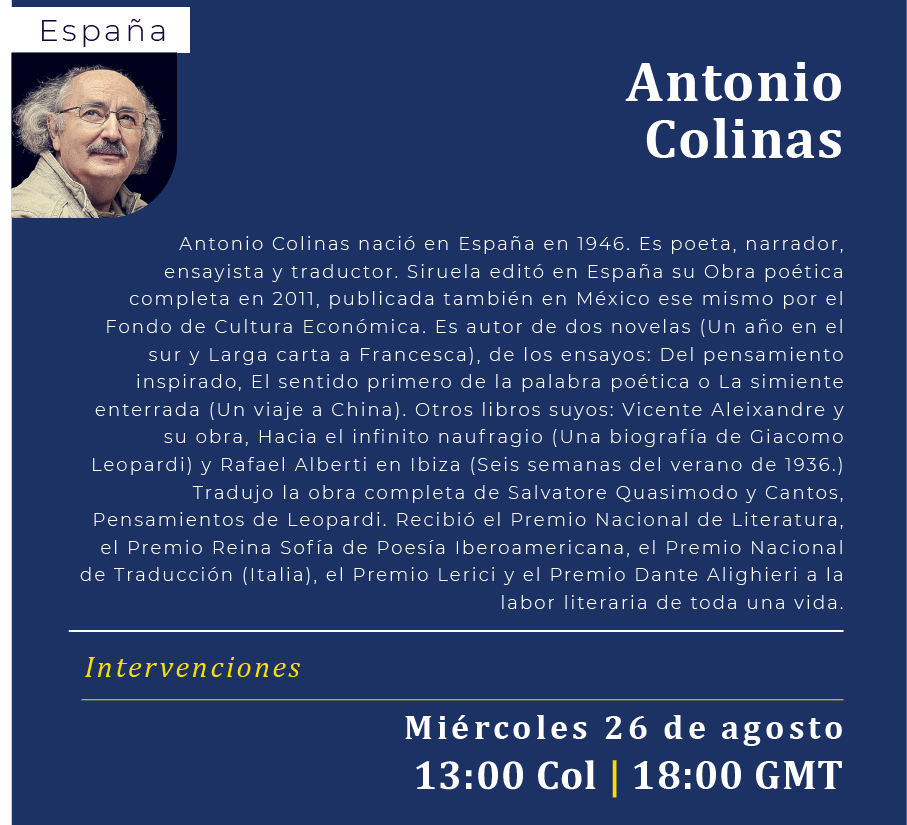 España
Antonio
Colinas
Antonio Colinas nació en España en 1946. Es poeta, narrador,
ensayista y traductor. Siruela editó en España su Obra poética
completa en 2011, publicada también en México ese mismo por el
Fondo de Cultura Económica. Es autor de dos novelas (Un año en el
sur y Larga carta a Francesca), de los ensayos: Del pensamiento
inspirado, El sentido primero de la palabra poética o La simiente
enterrada (Un viaje a China). Otros libros suyos: Vicente Aleixandre y
su obra, Hacia el infinito naufragio (Una biografía de Giacomo
Leopardi) y Rafael Alberti en Ibiza (Seis semanas del verano de 1936.)
Tradujo la obra completa de Salvatore Quasimodo y Cantos,
Pensamientos de Leopardi. Recibió el Premio Nacional de Literatura,
el Premio Reina Sofía de Poesía Iberoamericana, el Premio Nacional
de Traducción (Italia), el Premio Lerici y el Premio Dante Alighieri a la
labor literaria de toda una vida.
Intervenciones
Miércoles 26 de agosto
13:00 Col | 18:00 GMT